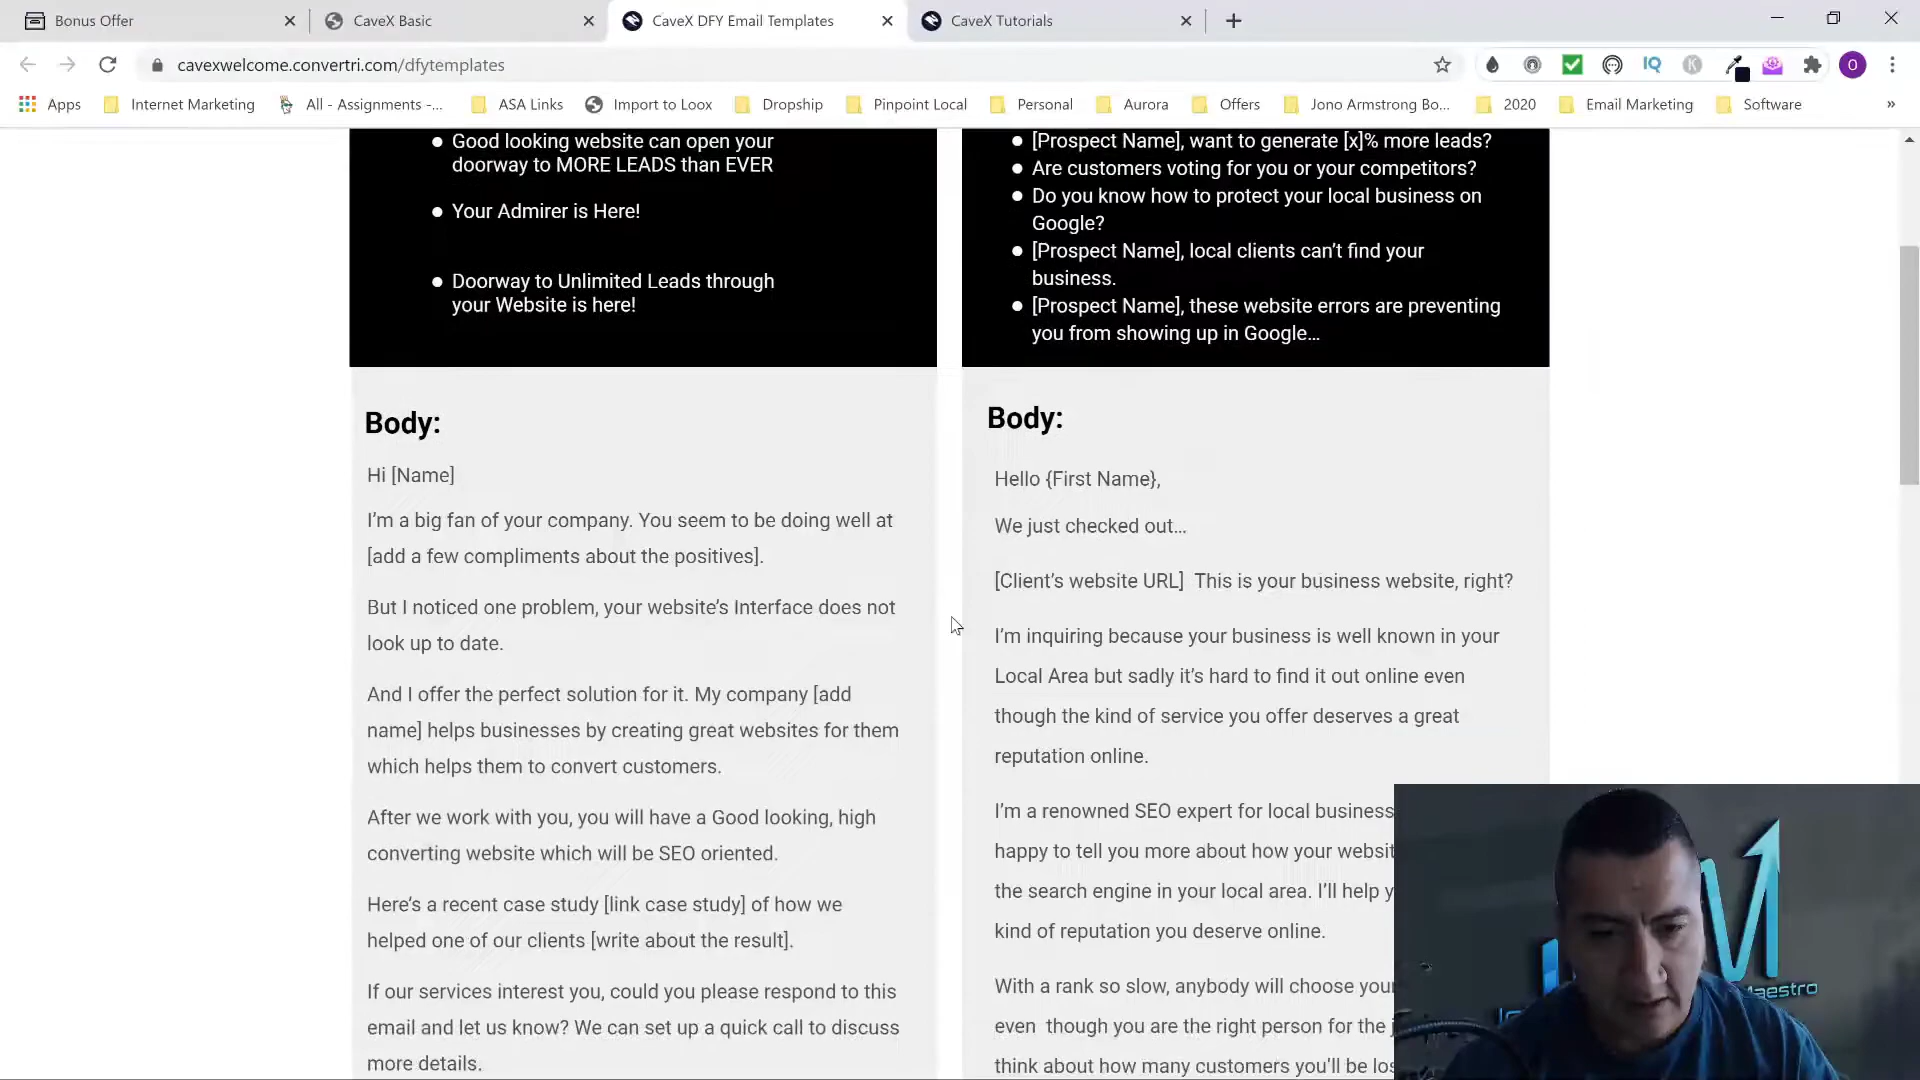 Bonus Offer
CaveX Basic
CaveX DFY Email Templates
CaveX Tutorials
cavexwelcome.convertri.com/dfytemplates
IQ
K
O
Apps
Internet Marketing
All - Assignments -...
ASA Links
Import to Loox
Dropship
Pinpoint Local
Personal
Aurora
Offers
Jono Armstrong Bo...
2020
Email Marketing
Software
»
Good looking website can open your
doorway to MORE LEADS than EVER
Your Admirer is Here!
Doorway to Unlimited Leads through
your Website is here!
[Prospect Name], want to generate [x]% more leads?
Are customers voting for you or your competitors?
Do you know how to protect your local business on
Google?
[Prospect Name], local clients can’t find your
business.
[Prospect Name], these website errors are preventing
you from showing up in Google…
Body:
Hi [Name]
I’m a big fan of your company. You seem to be doing well at
[add a few compliments about the positives].
But I noticed one problem, your website’s Interface does not
look up to date.
And I offer the perfect solution for it. My company [add
name] helps businesses by creating great websites for them
which helps them to convert customers.
After we work with you, you will have a Good looking, high
converting website which will be SEO oriented.
Here’s a recent case study [link case study] of how we
helped one of our clients [write about the result].
If our services interest you, could you please respond to this
email and let us know? We can set up a quick call to discuss
more details.
Body:
Hello {First Name},
We just checked out…
[Client’s website URL]  This is your business website, right?
I’m inquiring because your business is well known in your
Local Area but sadly it’s hard to find it out online even
though the kind of service you offer deserves a great
reputation online.
I’m a renowned SEO expert for local business
happy to tell you more about how your websit
the search engine in your local area. I’ll help y
kind of reputation you deserve online.
With a rank so slow, anybody will choose your
even  though you are the right person for the j
think about how many customers you'll be los
Maestro